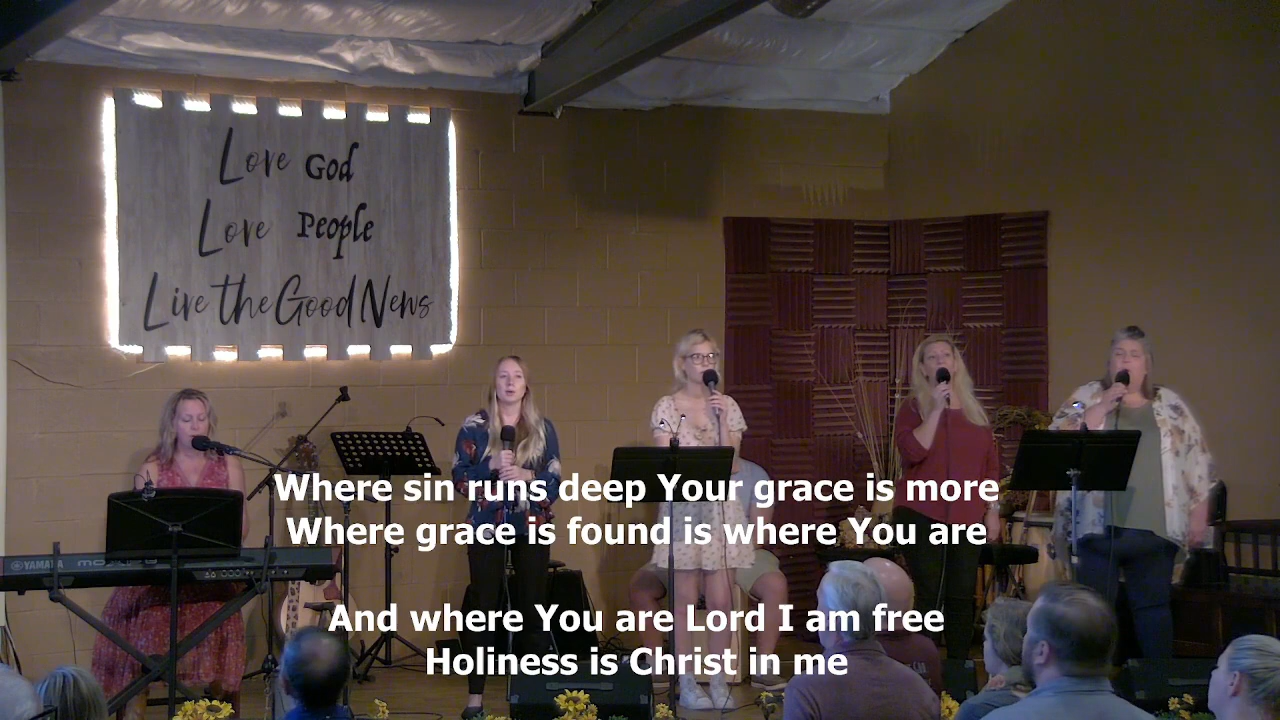 Love God
Love People
Live the Good News
YAMAHA
Where sin runs deep Your grace is more
Where grace is found is where You are
And where You are Lord I am free
Holiness is Christ in me